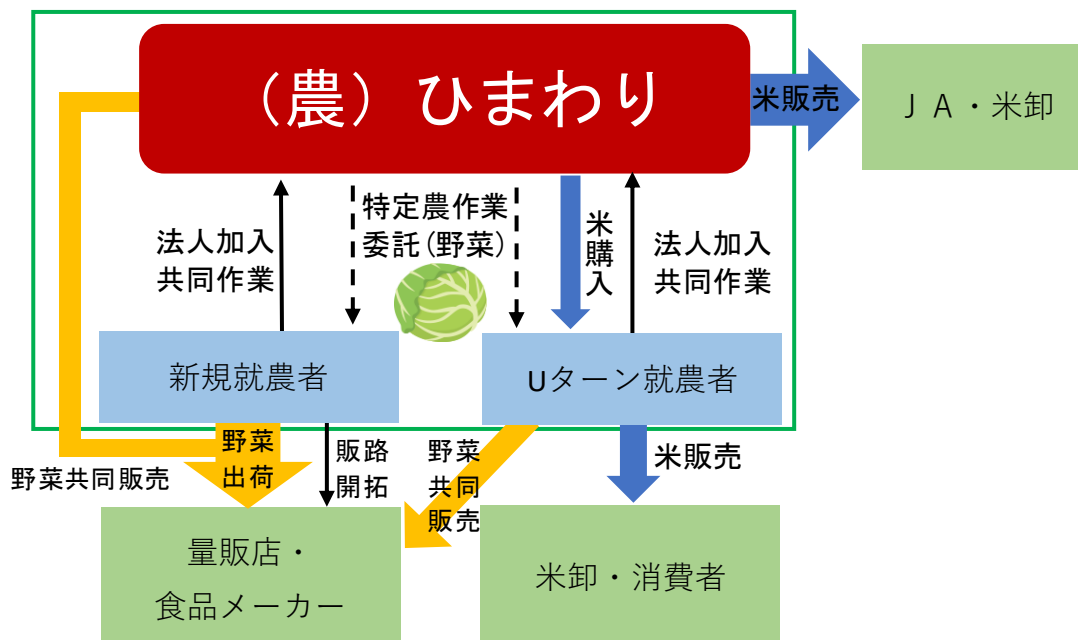 （農）ひまわり
米販売
ＪＡ・米卸
法人加入
共同作業
特定農作業
委託(野菜)
米購入
法人加入
共同作業
新規就農者
Uターン就農者
野菜共同販売
野菜
出荷
販路
開拓
野菜
共同
販売
米販売
量販店・
食品メーカー
米卸・消費者